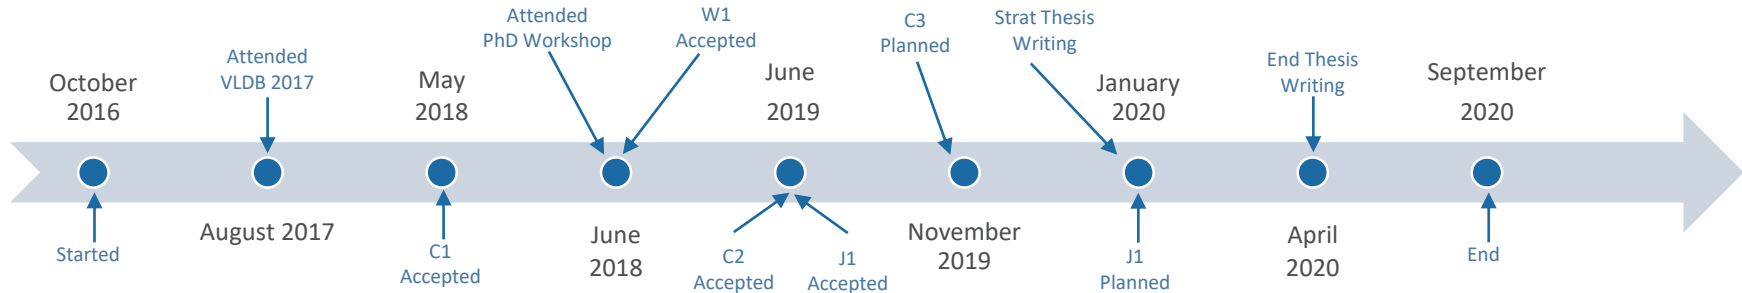 October
2016
Started
Attended
VLDB 2017
August 2017
May
2018
C1
Accepted
Attended
PhD Workshop
W1
Accepted
June
2018
June
2019
C2
Accepted
J1
Accepted
C3
Planned
November
2019
Strat Thesis
Writing
January
2020
J1
Planned
End Thesis
Writing
April
2020
September
2020
End